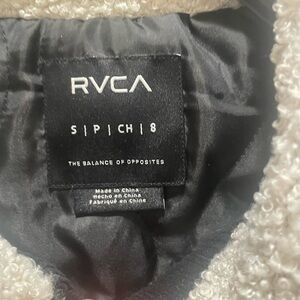 RVCA
S | P | CH | 8
THE BALANCE OF OPPOSITES
Made in China
Hecho en China
Fabriqué en Chine